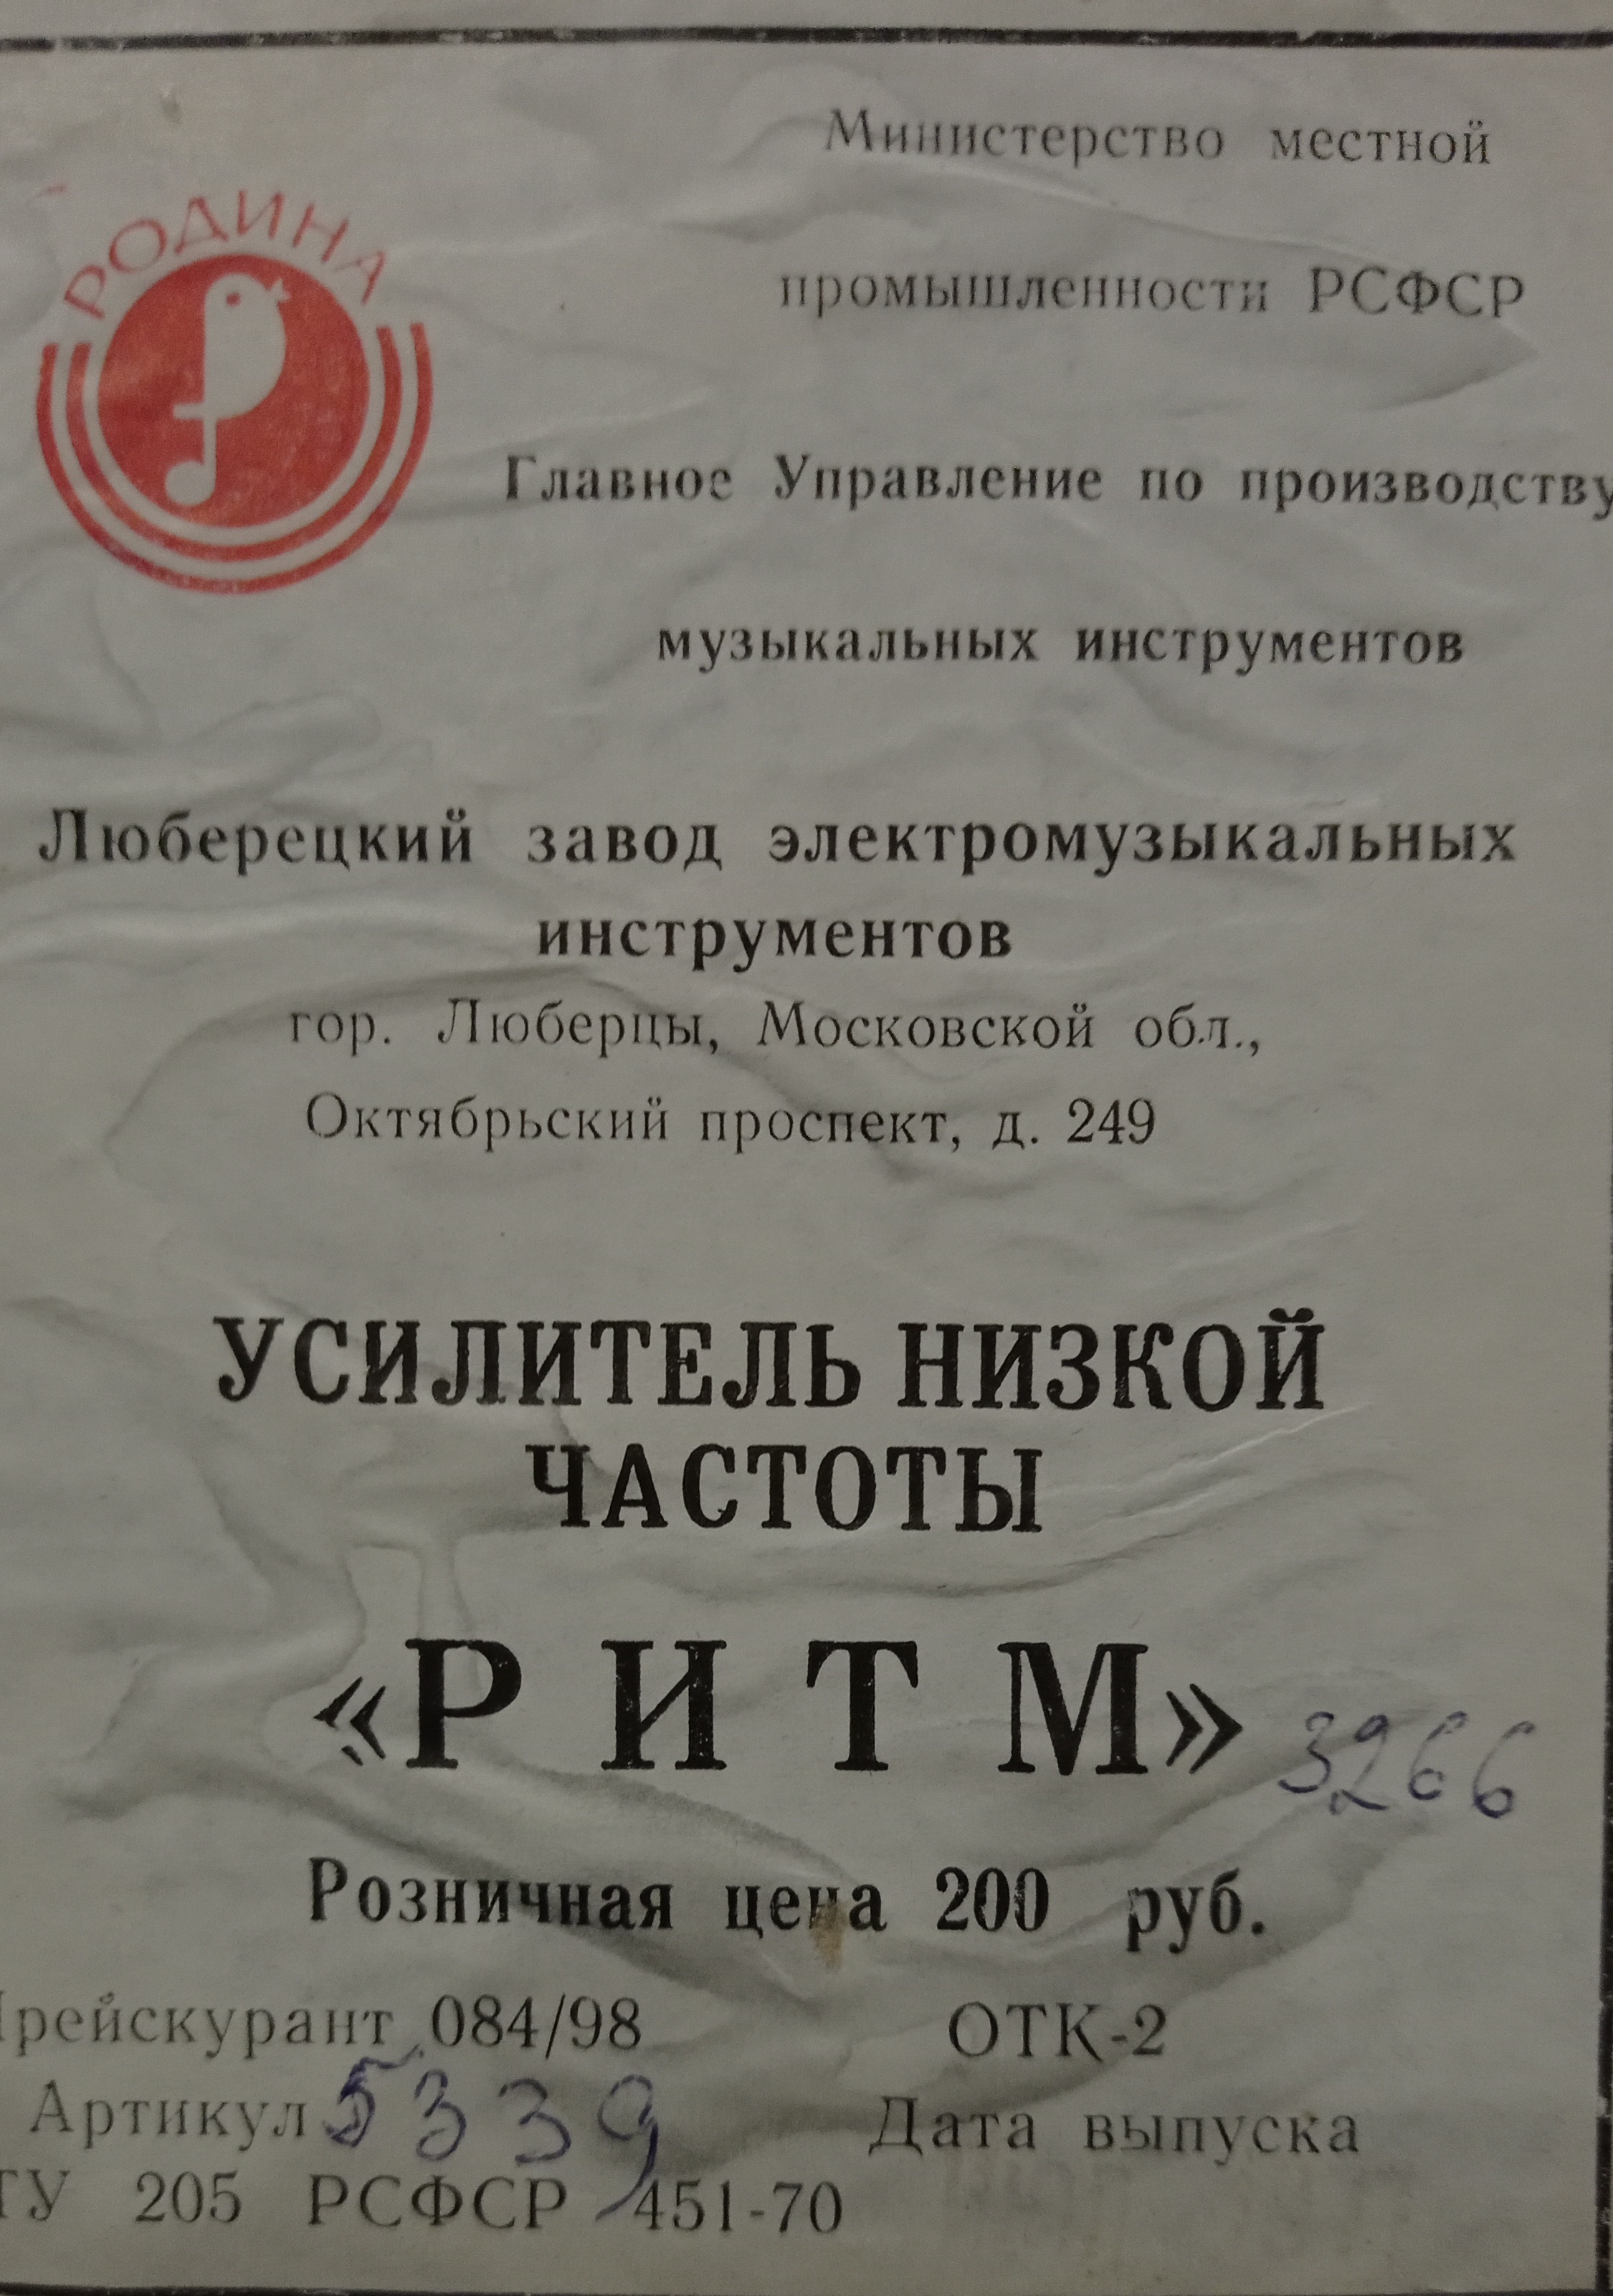 РОДИНА
Министерство местной
промышленности РСФСР
Главное Управление по производству
музыкальных инструментов
Люберецкий завод электромузыкальных
инструментов
гор. Люберцы, Московской обл.,
Октябрьский проспект, д. 249
УСИЛИТЕЛЬ НИЗКОЙ
ЧАСТОТЫ
«РИТМ» 3266
Розничная цена 200 руб.
Прейскурант 084/98 ОТК-2
Артикул 5339 Дата выпуска
ТУ 205 РСФСР 451-70